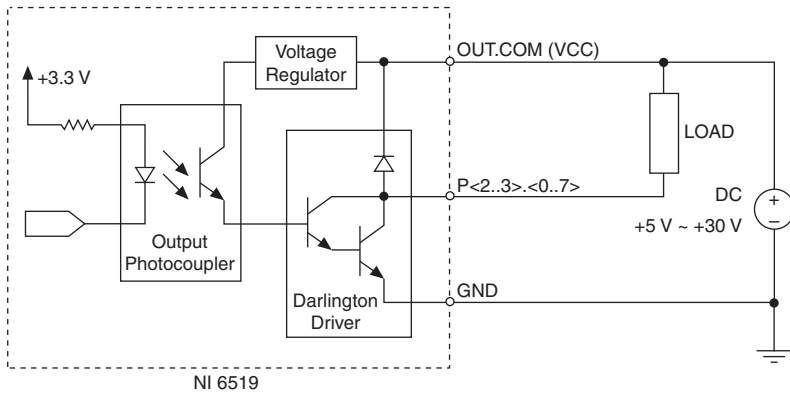 Voltage
Regulator
OUT.COM (VCC)
+3.3 V
LOAD
P<2..3>.<0..7>
DC
+5 V ~ +30 V
+
–
Output
Photocoupler
GND
Darlington
Driver
NI 6519